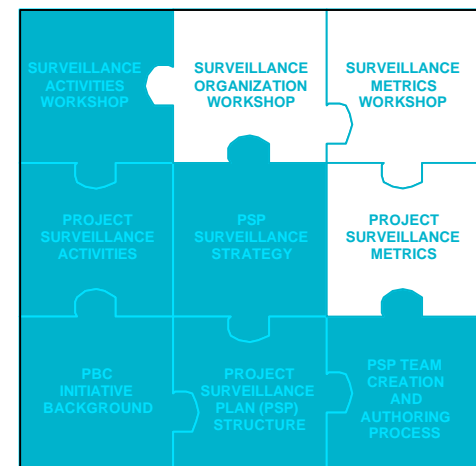 SURVEILLANCE
ACTIVITIES
WORKSHOP
SURVEILLANCE
ORGANIZATION
WORKSHOP
SURVEILLANCE
METRICS
WORKSHOP
PROJECT
SURVEILLANCE
ACTIVITIES
PSP
SURVEILLANCE
STRATEGY
PROJECT
SURVEILLANCE
METRICS
PBC
INITIATIVE
BACKGROUND
PROJECT
SURVEILLANCE
PLAN (PSP)
STRUCTURE
PSP TEAM
CREATION
AND
AUTHORING
PROCESS